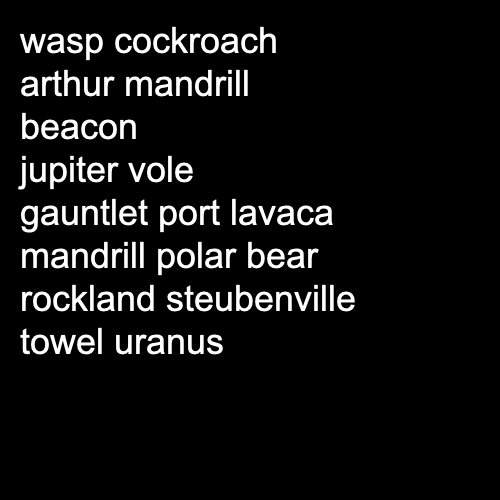 wasp cockroach
arthur mandrill
beacon
jupiter vole
gauntlet port lavaca
mandrill polar bear
rockland steubenville
towel uranus